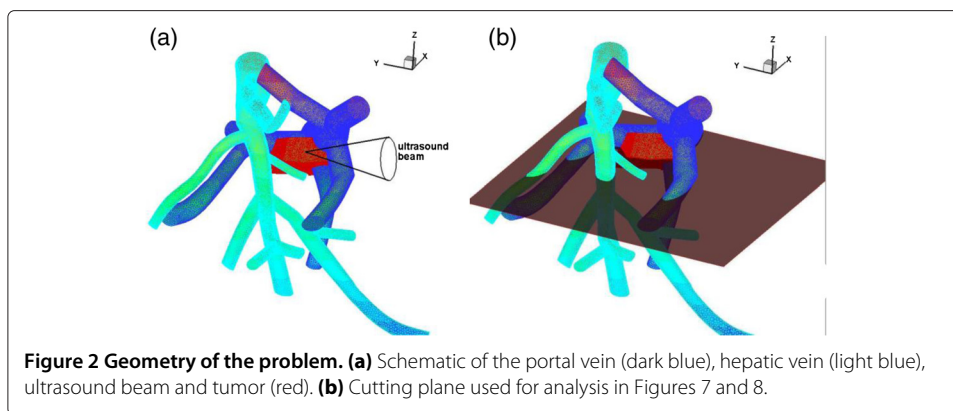 (a)
(b)
Z
Y
X
Z
Y
X
ultrasound
beam
Figure 2 Geometry of the problem. (a) Schematic of the portal vein (dark blue), hepatic vein (light blue),
ultrasound beam and tumor (red). (b) Cutting plane used for analysis in Figures 7 and 8.